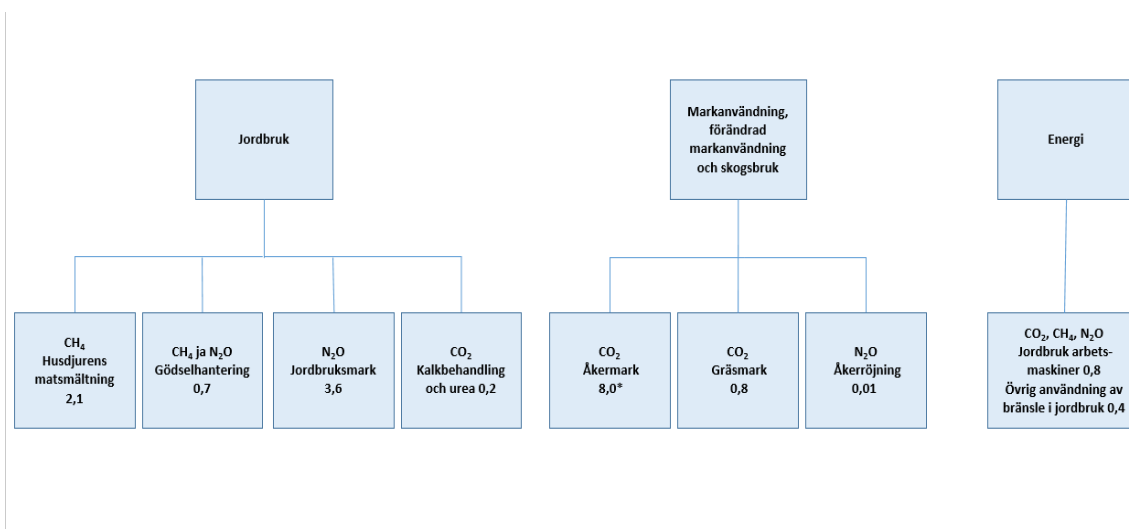 Jordbruk
Markanvändning,
förändrad
markanvändning
och skogsbruk
Energi
CH₄
Husdjurens
matsmältning
2,1
CH₄ ja N₂O
Gödselhantering
0,7
N₂O
Jordbruksmark
3,6
CO₂
Kalkbehandling
och urea 0,2
CO₂
Åkermark
8,0*
CO₂
Gräsmark
0,8
N₂O
Åkerröjning
0,01
CO₂, CH₄, N₂O
Jordbruk arbets-
maskiner 0,8
Övrig användning av
bränsle i jordbruk 0,4